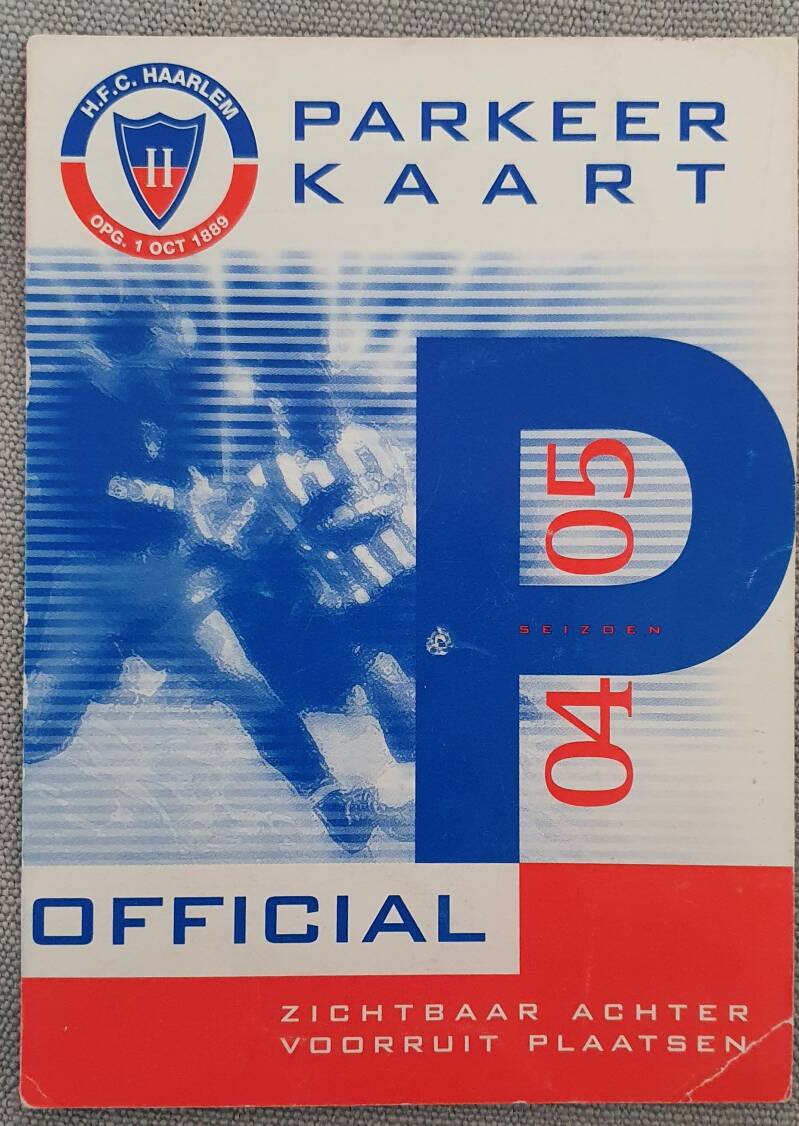 H.F.C. HAARLEM
H
OPG. 1 OCT 1889
PARKEER
KAART
P
04 SEIZOEN 05
OFFICIAL
ZICHTBAAR ACHTER
VOORRUIT PLAATSEN